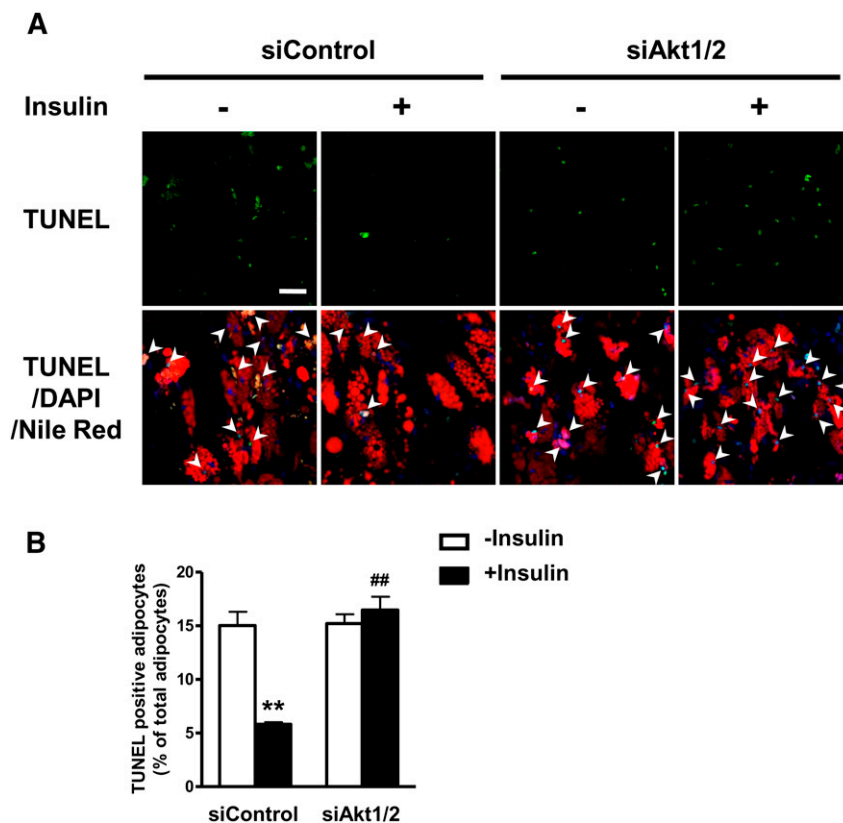 A
siControl siAkt1/2
Insulin - + - +
TUNEL
TUNEL
/DAPI
/Nile Red
B
-Insulin
+Insulin
TUNEL positive adipocytes
(% of total adipocytes)
20
15
10
5
0
**
##
siControl siAkt1/2